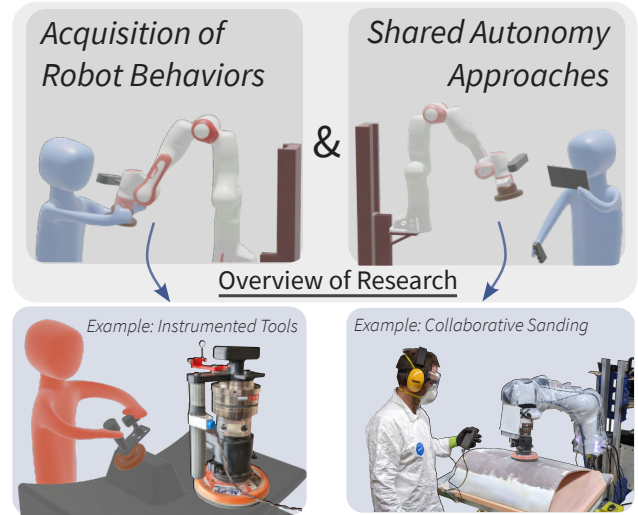 Acquisition of
Robot Behaviors
&
Shared Autonomy
Approaches
Overview of Research
Example: Instrumented Tools
Example: Collaborative Sanding